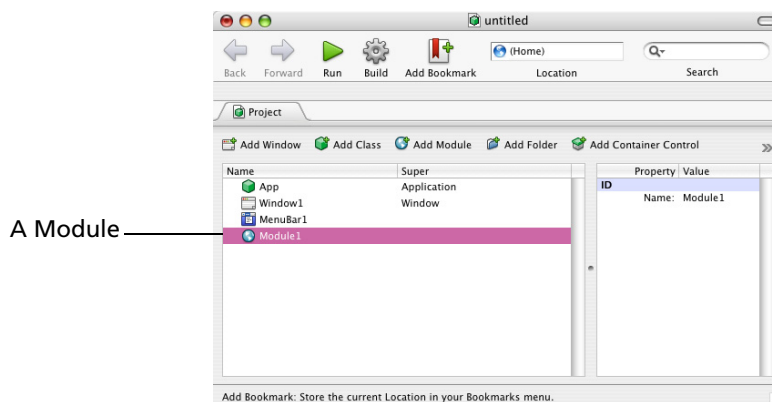 untitled
Back Forward Run Build Add Bookmark (Home) Location Search
Project
Add Window Add Class Add Module Add Folder Add Container Control
Name Super Property Value
App Application ID
Window1 Window Name: Module1
MenuBar1
A Module Module1
Add Bookmark: Store the current Location in your Bookmarks menu.